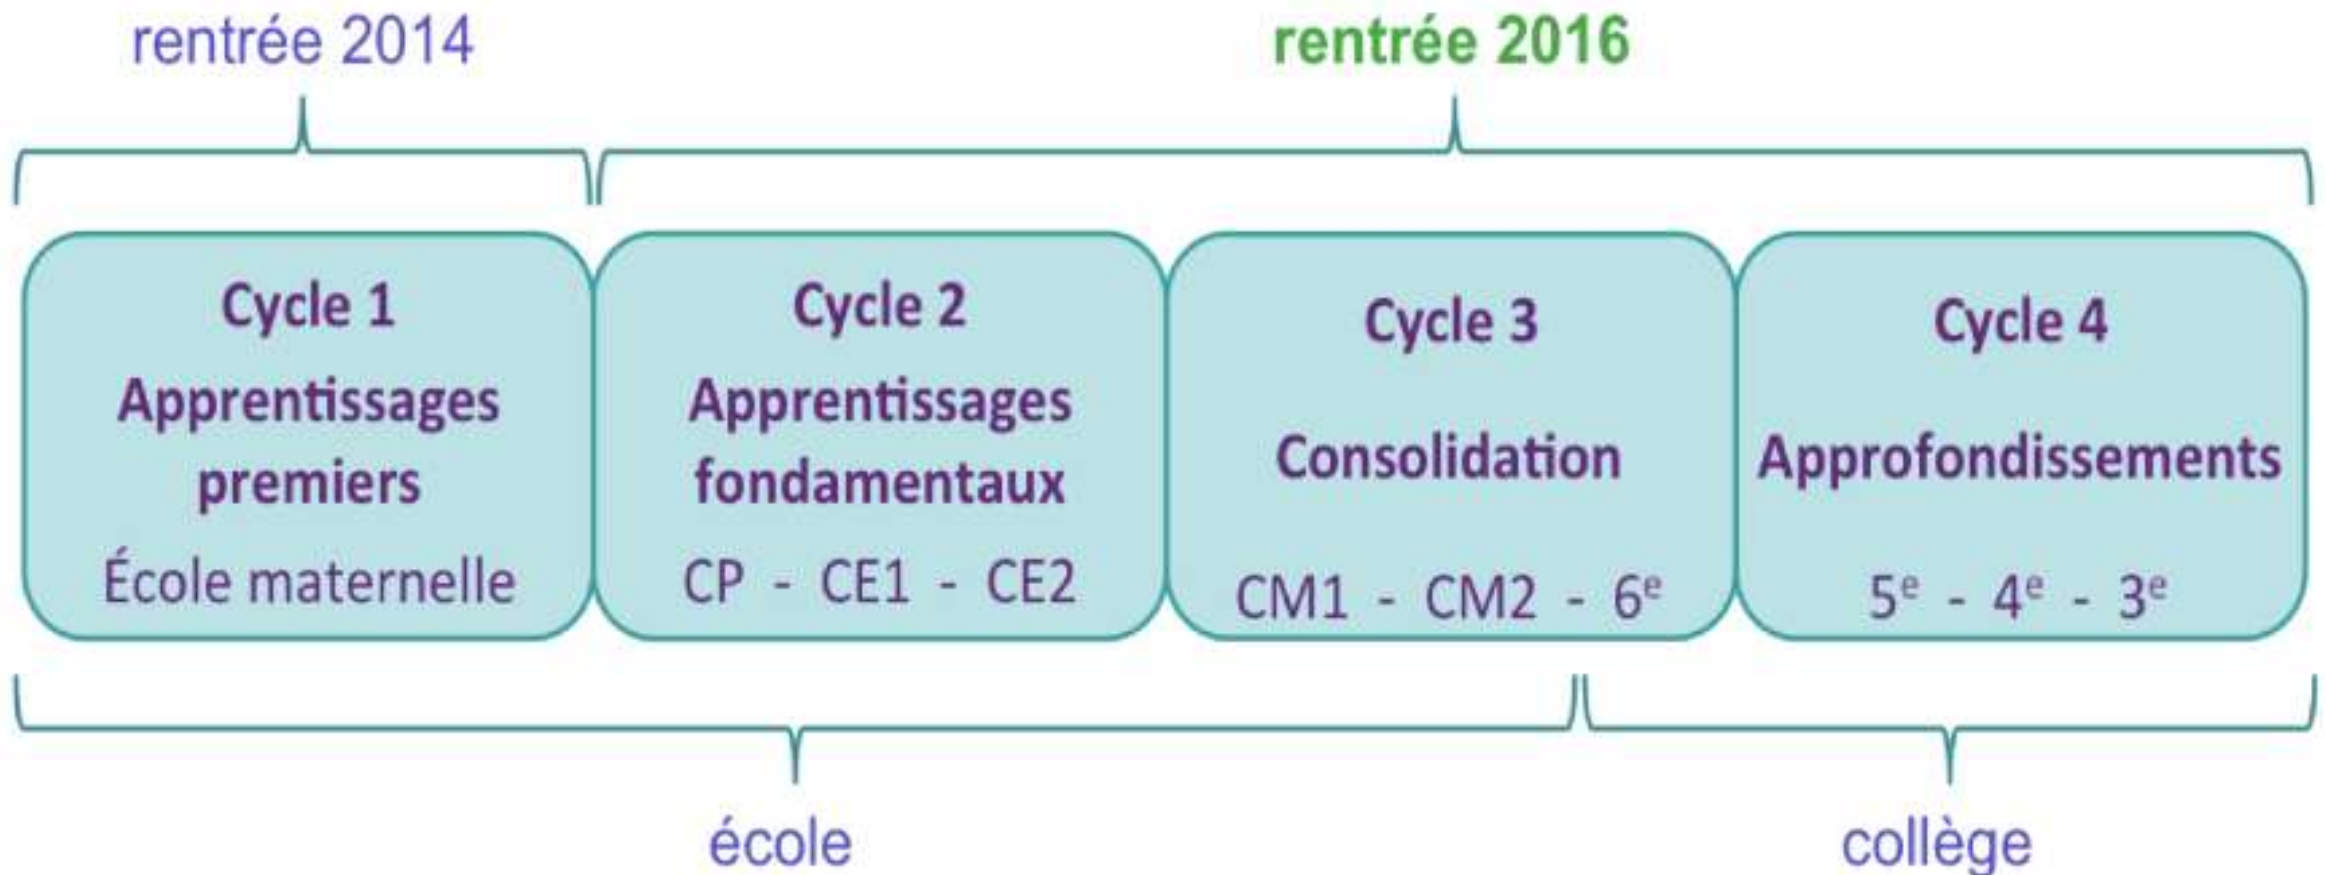 rentrée 2014
rentrée 2016
Cycle 1
Apprentissages
premiers
École maternelle
Cycle 2
Apprentissages
fondamentaux
CP - CE1 - CE2
Cycle 3
Consolidation
CM1 - CM2 - 6ᵉ
Cycle 4
Approfondissements
5ᵉ - 4ᵉ - 3ᵉ
école
collège